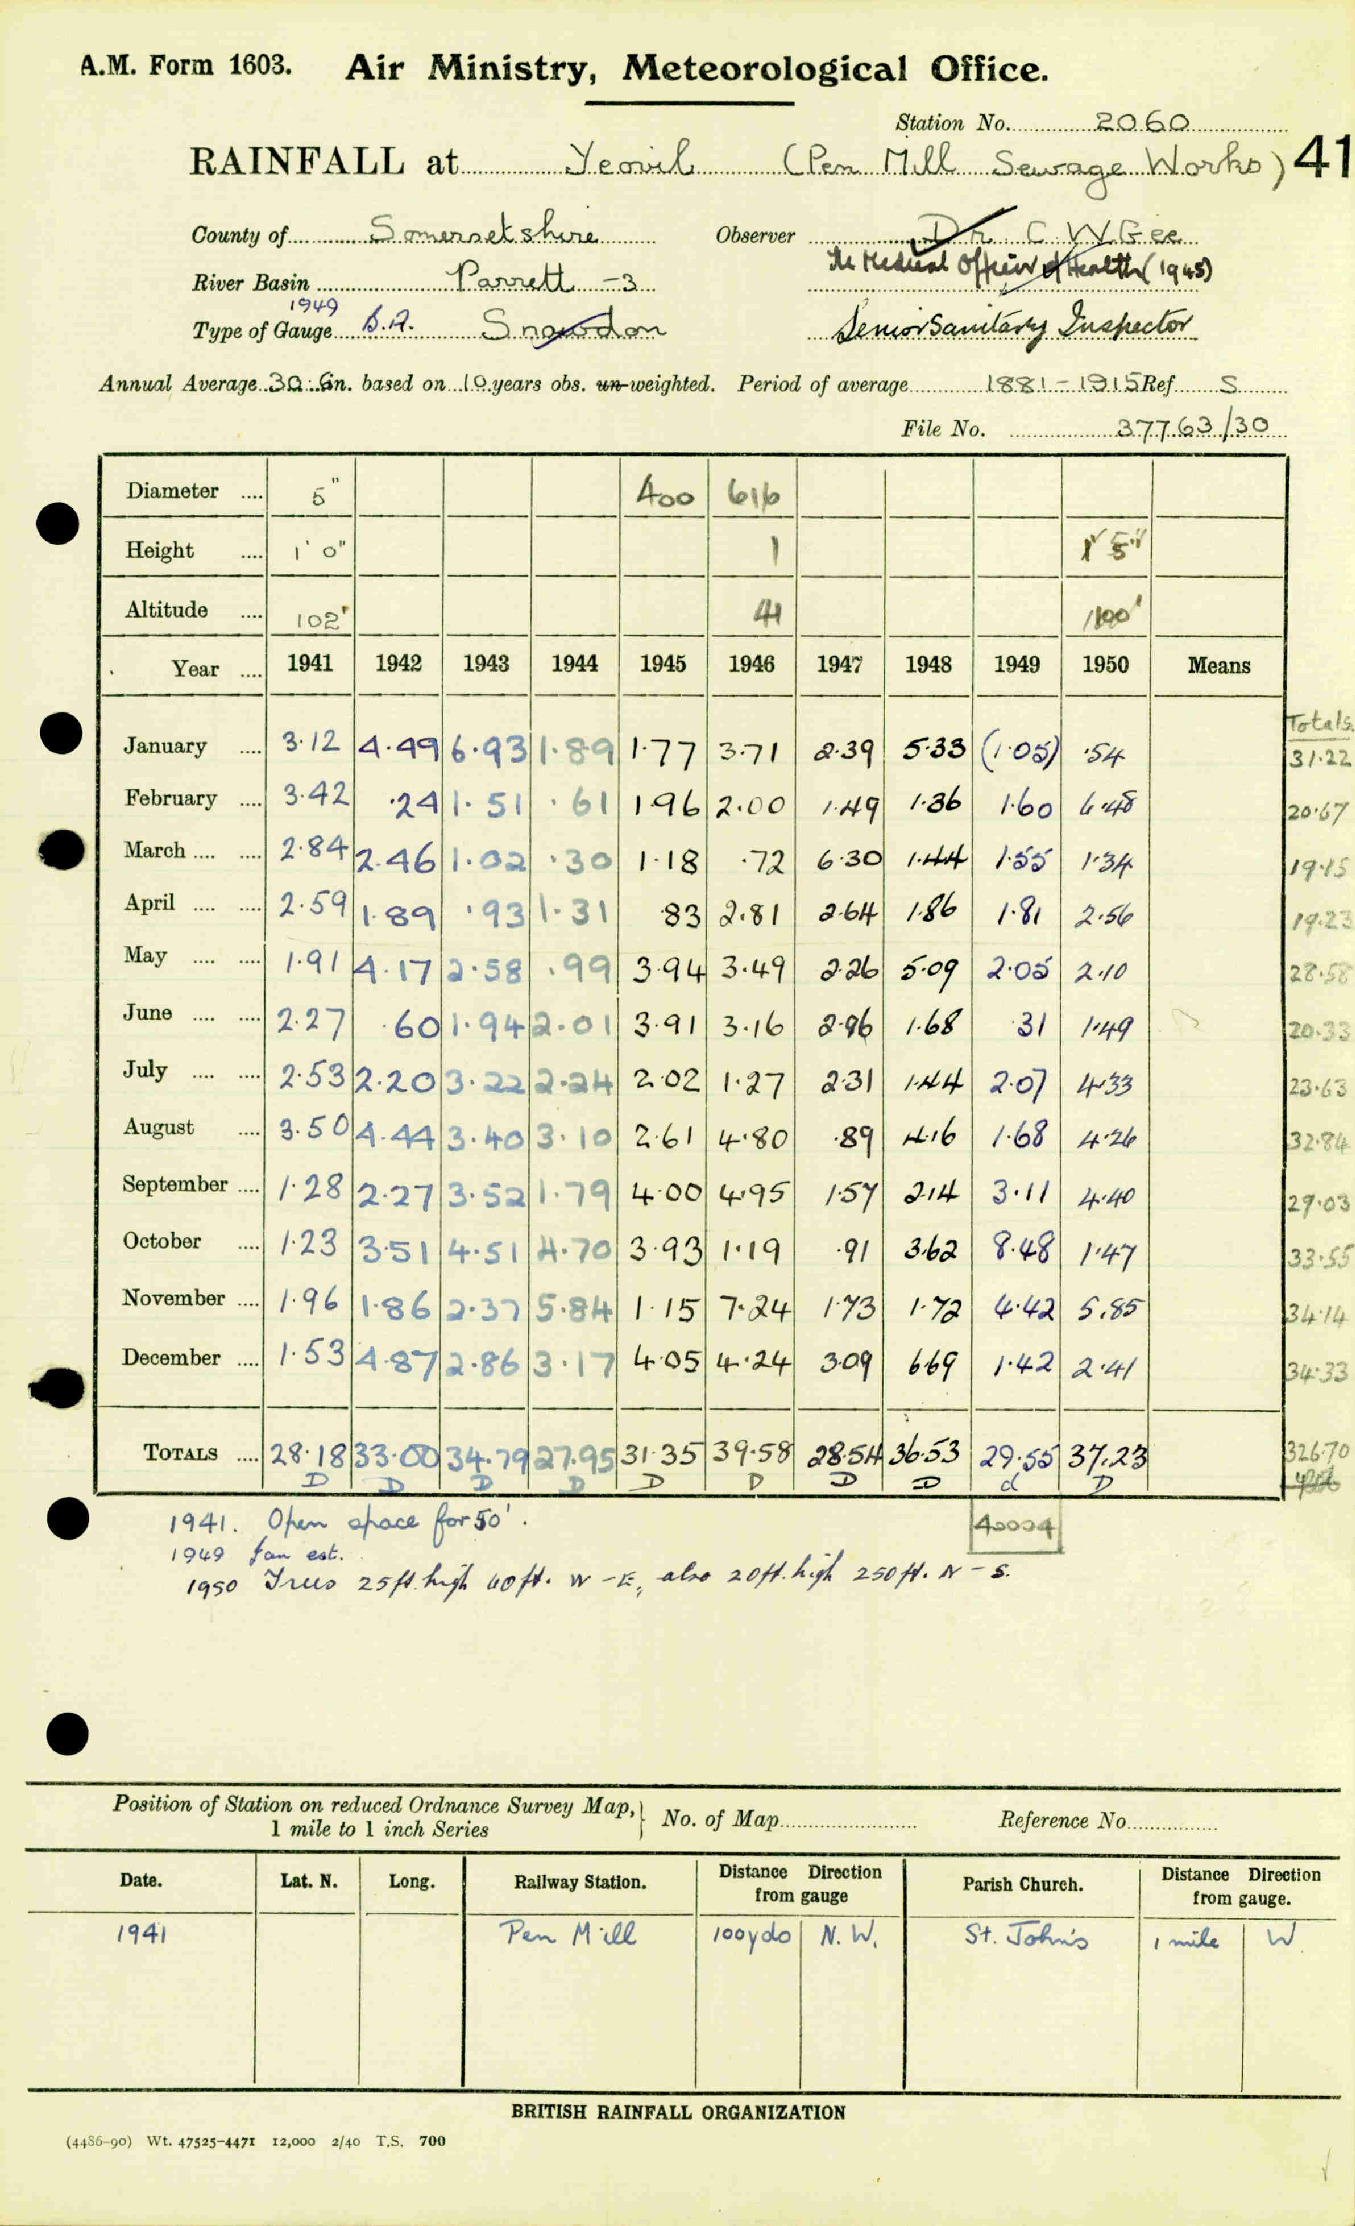 A.M. Form 1603. Air Ministry, Meteorological Office.
Station No. 2060
RAINFALL at Yeovil (Pen Mill Sewage Works) 41
County of Somersetshire Observer Dr C W Gee
The Medical Officer of Health (1945)
River Basin Parrett -3
1949
Type of Gauge B.A. Snowdon Senior Sanitary Inspector
Annual Average 30.6 in. based on 10 years obs. un-weighted. Period of average 1881-1915 Ref S
File No. 37763/30
Diameter .... 5" 400 616
Height .... 1' 0" 1 1' 5"
Altitude .... 102' 41 100'
Year .... 1941 1942 1943 1944 1945 1946 1947 1948 1949 1950 Means
Totals
January .... 3.12 4.49 6.93 1.89 1.77 3.71 2.39 5.33 (1.05) .54 31.22
February .... 3.42 .24 1.51 .61 1.96 2.00 1.49 1.36 1.60 6.48 20.67
March .... .... 2.84 2.46 1.02 .30 1.18 .72 6.30 1.44 1.55 1.34 19.15
April .... .... 2.59 1.89 .93 1.31 .83 2.81 2.64 1.86 1.81 2.56 19.23
May .... .... 1.91 4.17 2.58 .99 3.94 3.49 2.26 5.09 2.05 2.10 28.58
June .... .... 2.27 .60 1.94 2.01 3.91 3.16 2.96 1.68 .31 1.49 20.33
July .... .... 2.53 2.20 3.22 2.24 2.02 1.27 2.31 1.44 2.07 4.33 23.63
August .... 3.50 4.44 3.40 3.10 2.61 4.80 .89 4.16 1.68 4.26 32.84
September .... 1.28 2.27 3.52 1.79 4.00 4.95 1.57 2.14 3.11 4.40 29.03
October .... 1.23 3.51 4.51 4.70 3.93 1.19 .91 3.62 8.48 1.47 33.55
November .... 1.96 1.86 2.37 5.84 1.15 7.24 1.73 1.72 4.42 5.85 34.14
December .... 1.53 4.87 2.86 3.17 4.05 4.24 3.09 6.69 1.42 2.41 34.33
TOTALS .... 28.18 33.00 34.79 27.95 31.35 39.58 28.54 36.53 29.55 37.23 326.70
D D D D D D D D d D
1941. Open space for 50'. 40004
1949 Jan est.
1950 Trees 25ft. high 40ft. W-E, also 20ft. high 250ft. N-S.
Position of Station on reduced Ordnance Survey Map, 1 mile to 1 inch Series } No. of Map Reference No.
Date. Lat. N. Long. Railway Station. Distance from gauge Direction Parish Church. Distance from gauge. Direction
1941 Pen Mill 100yds N.W. St. John's 1 mile W
BRITISH RAINFALL ORGANIZATION
(4486-90) Wt. 47525-4471 12,000 2/40 T.S. 700